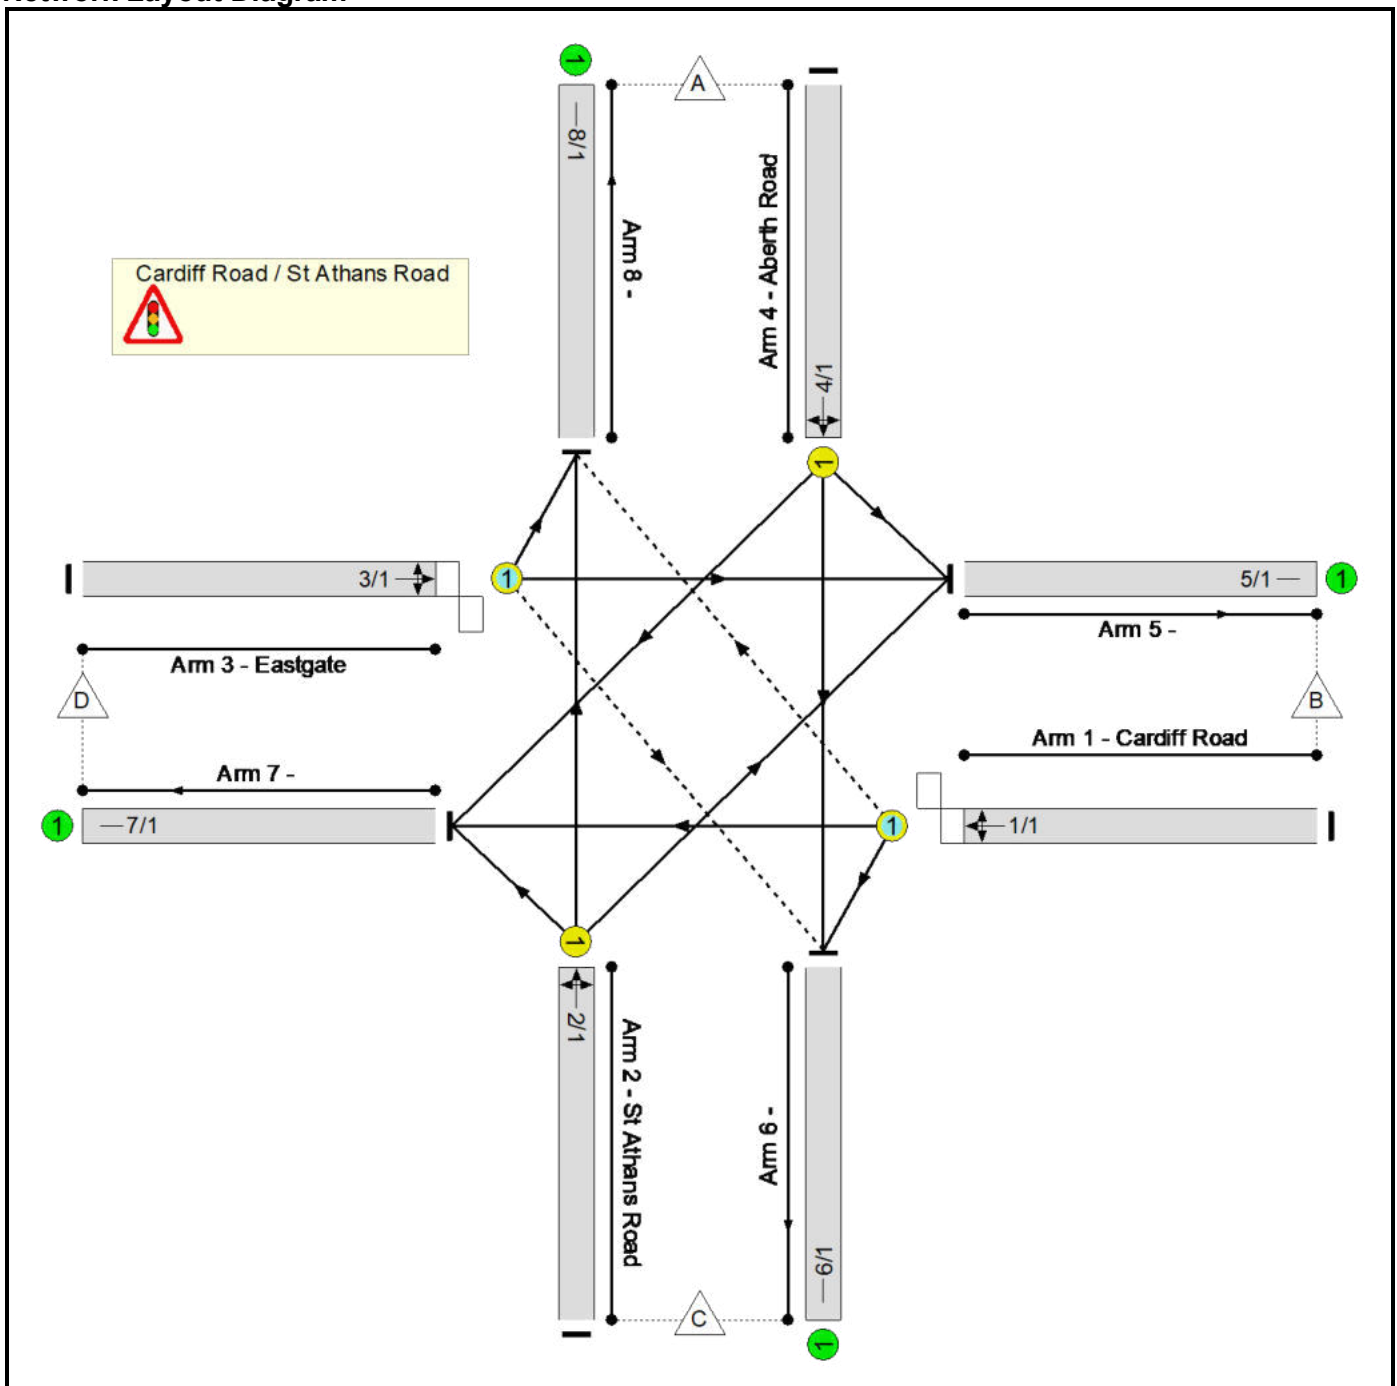 Network Layout Diagram
1
A
8/1
Arm 8 -
Arm 4 - Aberth Road
4/1
Cardiff Road / St Athans Road
1
3/1
1
5/1
1
Arm 3 - Eastgate
Arm 5 -
D
B
Arm 7 -
Arm 1 - Cardiff Road
1
7/1
1
1/1
1
2/1
Arm 2 - St Athans Road
Arm 6 -
6/1
C
1